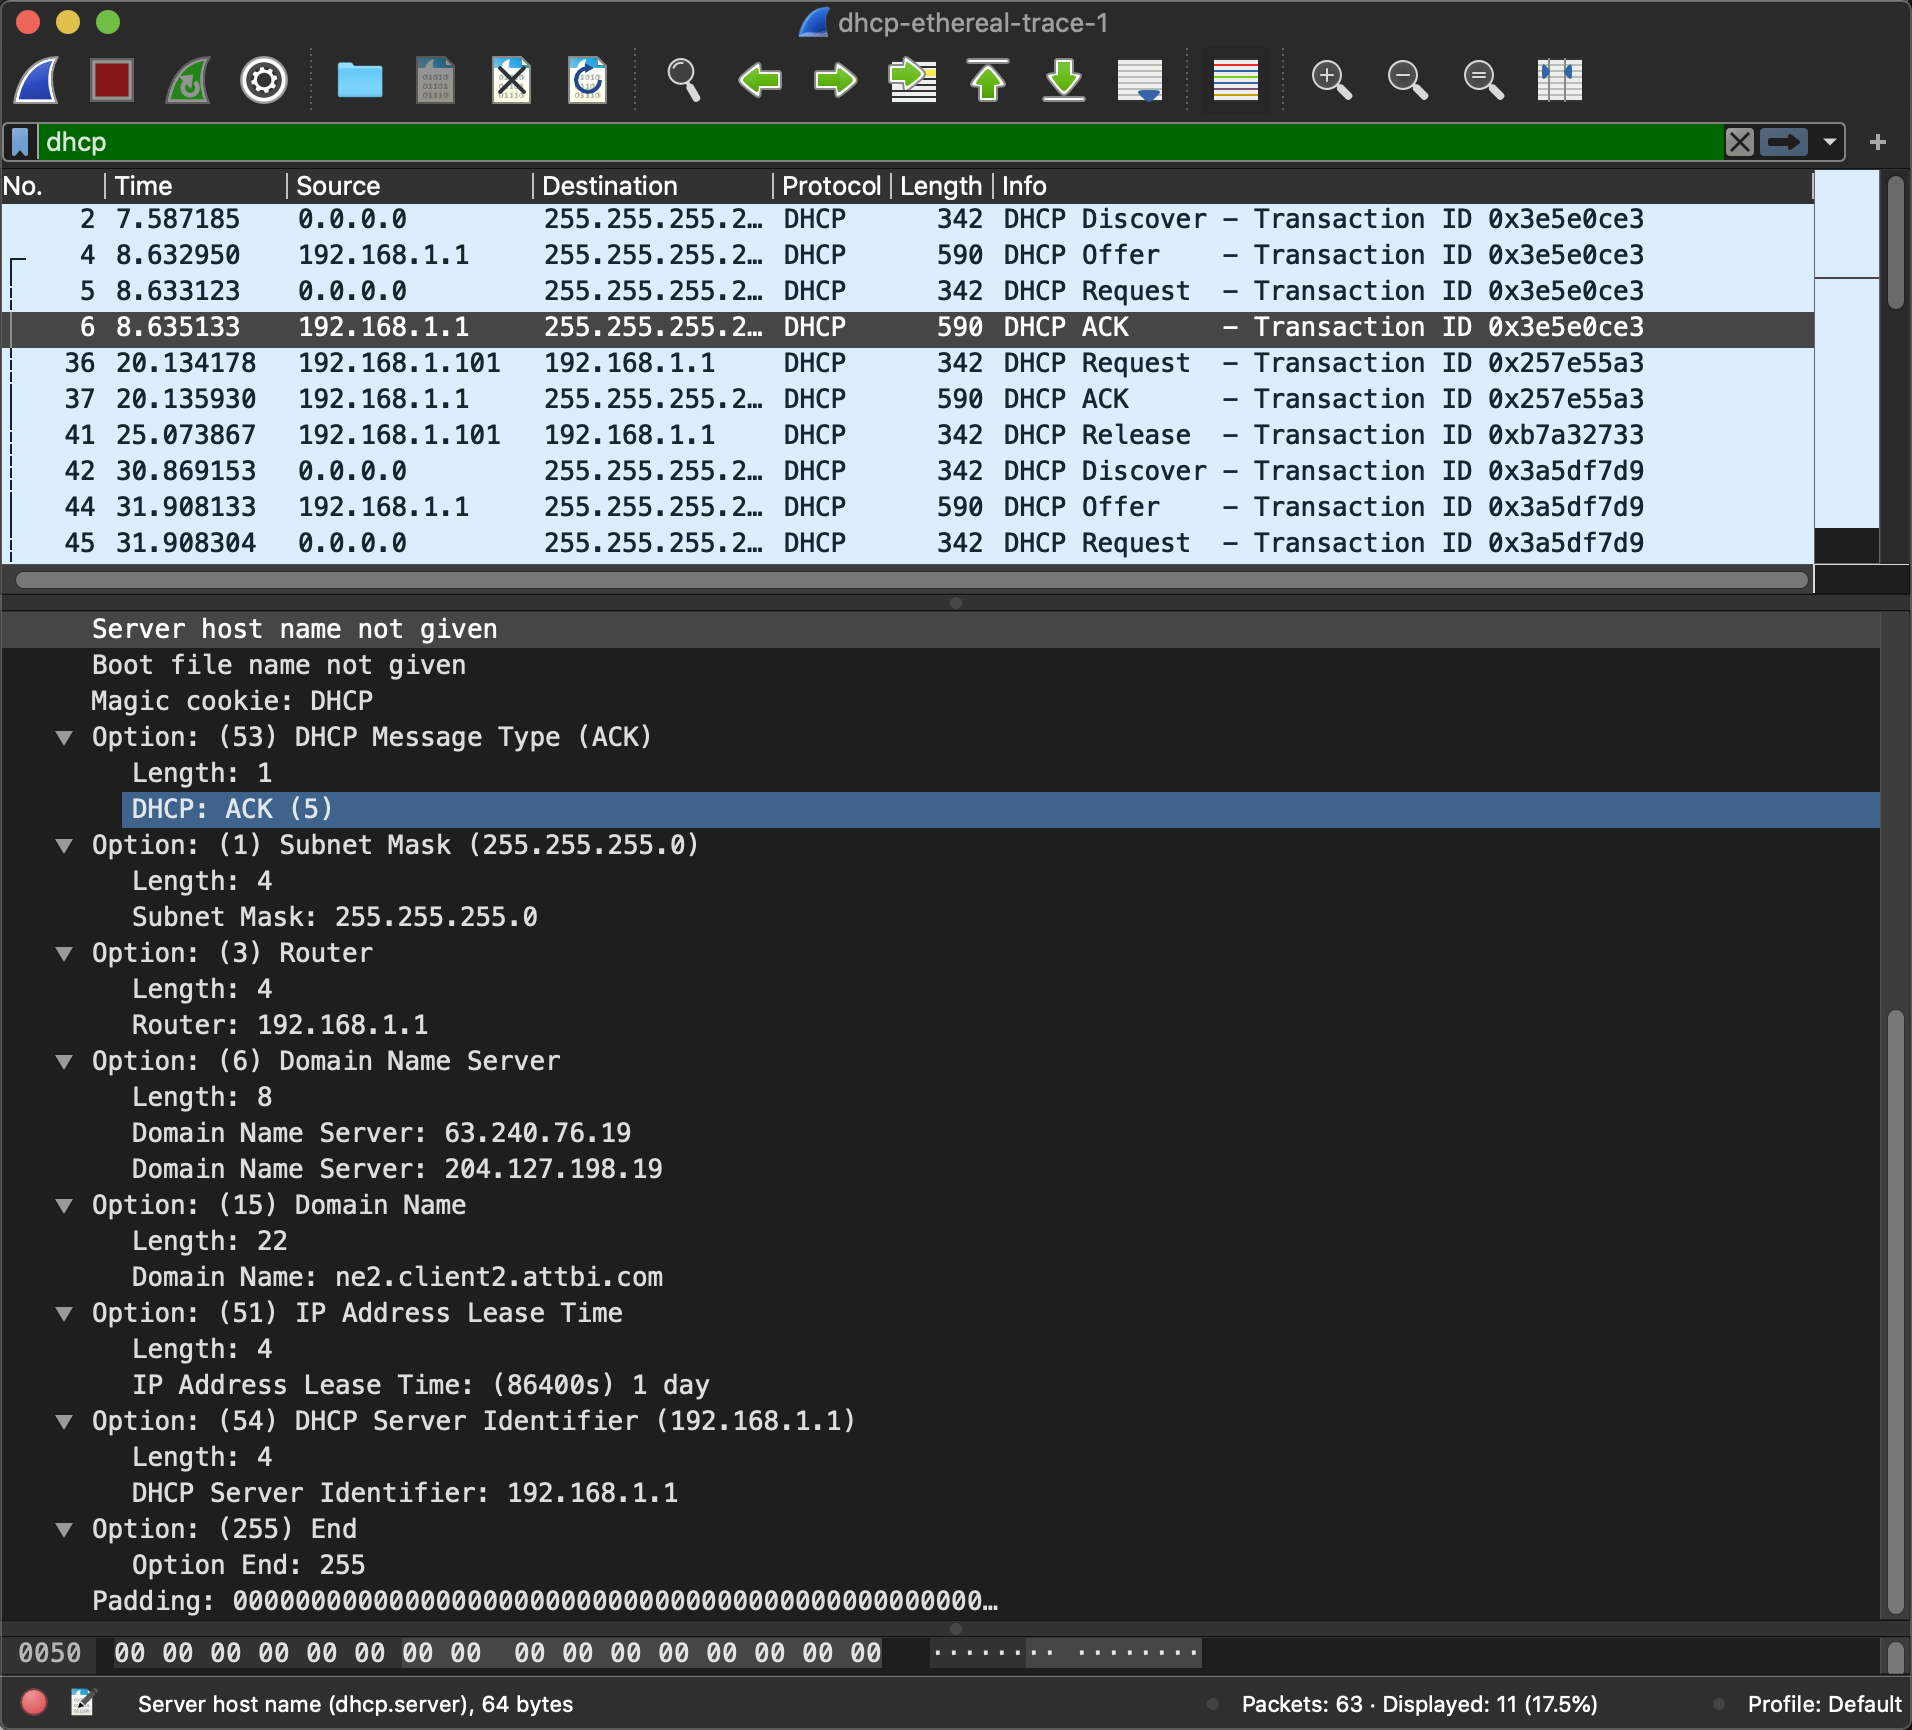 dhcp-ethereal-trace-1
dhcp
No. Time Source Destination Protocol Length Info
2 7.587185 0.0.0.0 255.255.255.2… DHCP 342 DHCP Discover – Transaction ID 0x3e5e0ce3
4 8.632950 192.168.1.1 255.255.255.2… DHCP 590 DHCP Offer – Transaction ID 0x3e5e0ce3
5 8.633123 0.0.0.0 255.255.255.2… DHCP 342 DHCP Request – Transaction ID 0x3e5e0ce3
6 8.635133 192.168.1.1 255.255.255.2… DHCP 590 DHCP ACK – Transaction ID 0x3e5e0ce3
36 20.134178 192.168.1.101 192.168.1.1 DHCP 342 DHCP Request – Transaction ID 0x257e55a3
37 20.135930 192.168.1.1 255.255.255.2… DHCP 590 DHCP ACK – Transaction ID 0x257e55a3
41 25.073867 192.168.1.101 192.168.1.1 DHCP 342 DHCP Release – Transaction ID 0xb7a32733
42 30.869153 0.0.0.0 255.255.255.2… DHCP 342 DHCP Discover – Transaction ID 0x3a5df7d9
44 31.908133 192.168.1.1 255.255.255.2… DHCP 590 DHCP Offer – Transaction ID 0x3a5df7d9
45 31.908304 0.0.0.0 255.255.255.2… DHCP 342 DHCP Request – Transaction ID 0x3a5df7d9
Server host name not given
Boot file name not given
Magic cookie: DHCP
Option: (53) DHCP Message Type (ACK)
Length: 1
DHCP: ACK (5)
Option: (1) Subnet Mask (255.255.255.0)
Length: 4
Subnet Mask: 255.255.255.0
Option: (3) Router
Length: 4
Router: 192.168.1.1
Option: (6) Domain Name Server
Length: 8
Domain Name Server: 63.240.76.19
Domain Name Server: 204.127.198.19
Option: (15) Domain Name
Length: 22
Domain Name: ne2.client2.attbi.com
Option: (51) IP Address Lease Time
Length: 4
IP Address Lease Time: (86400s) 1 day
Option: (54) DHCP Server Identifier (192.168.1.1)
Length: 4
DHCP Server Identifier: 192.168.1.1
Option: (255) End
Option End: 255
Padding: 000000000000000000000000000000000000000000000000…
0050 00 00 00 00 00 00 00 00 00 00 00 00 00 00 00 00 ········ ········
Server host name (dhcp.server), 64 bytes
Packets: 63 · Displayed: 11 (17.5%)
Profile: Default